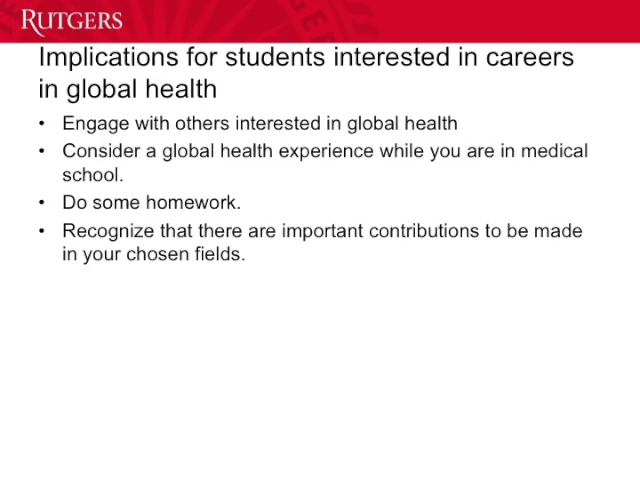 RUTGERS
Implications for students interested in careers
in global health
• Engage with others interested in global health
• Consider a global health experience while you are in medical
school.
• Do some homework.
• Recognize that there are important contributions to be made
in your chosen fields.